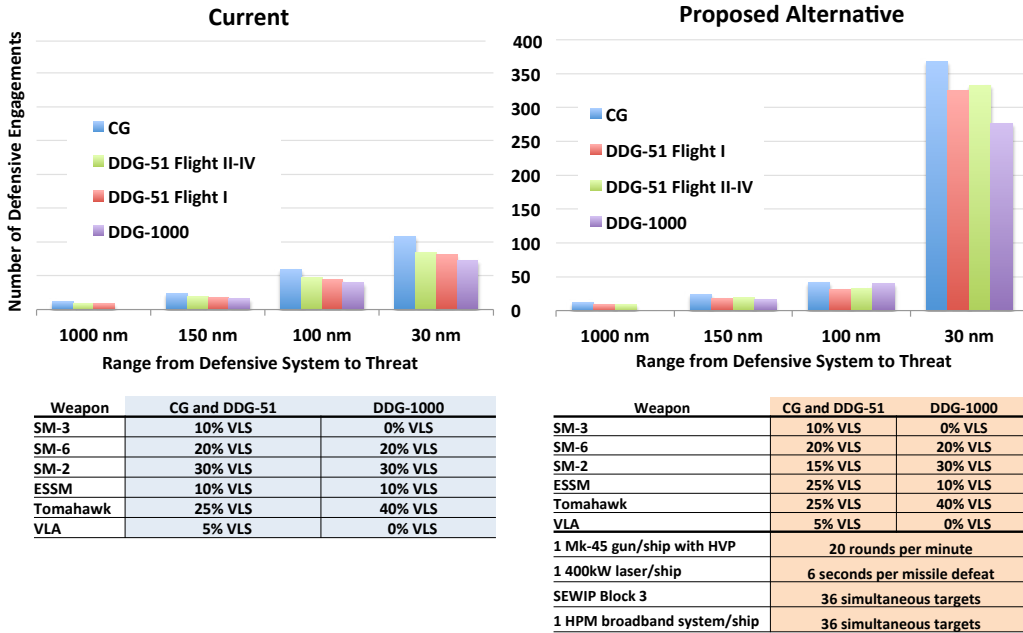 Current
Number of Defensive Engagements
CG
DDG-51 Flight II-IV
DDG-51 Flight I
DDG-1000
1000 nm 150 nm 100 nm 30 nm
Range from Defensive System to Threat
Weapon CG and DDG-51 DDG-1000
SM-3 10% VLS 0% VLS
SM-6 20% VLS 20% VLS
SM-2 30% VLS 30% VLS
ESSM 10% VLS 10% VLS
Tomahawk 25% VLS 40% VLS
VLA 5% VLS 0% VLS
Proposed Alternative
400
350
300
250
200
150
100
50
0
CG
DDG-51 Flight I
DDG-51 Flight II-IV
DDG-1000
1000 nm 150 nm 100 nm 30 nm
Range from Defensive System to Threat
Weapon CG and DDG-51 DDG-1000
SM-3 10% VLS 0% VLS
SM-6 20% VLS 20% VLS
SM-2 15% VLS 30% VLS
ESSM 25% VLS 10% VLS
Tomahawk 25% VLS 40% VLS
VLA 5% VLS 0% VLS
1 Mk-45 gun/ship with HVP 20 rounds per minute
1 400kW laser/ship 6 seconds per missile defeat
SEWIP Block 3 36 simultaneous targets
1 HPM broadband system/ship 36 simultaneous targets